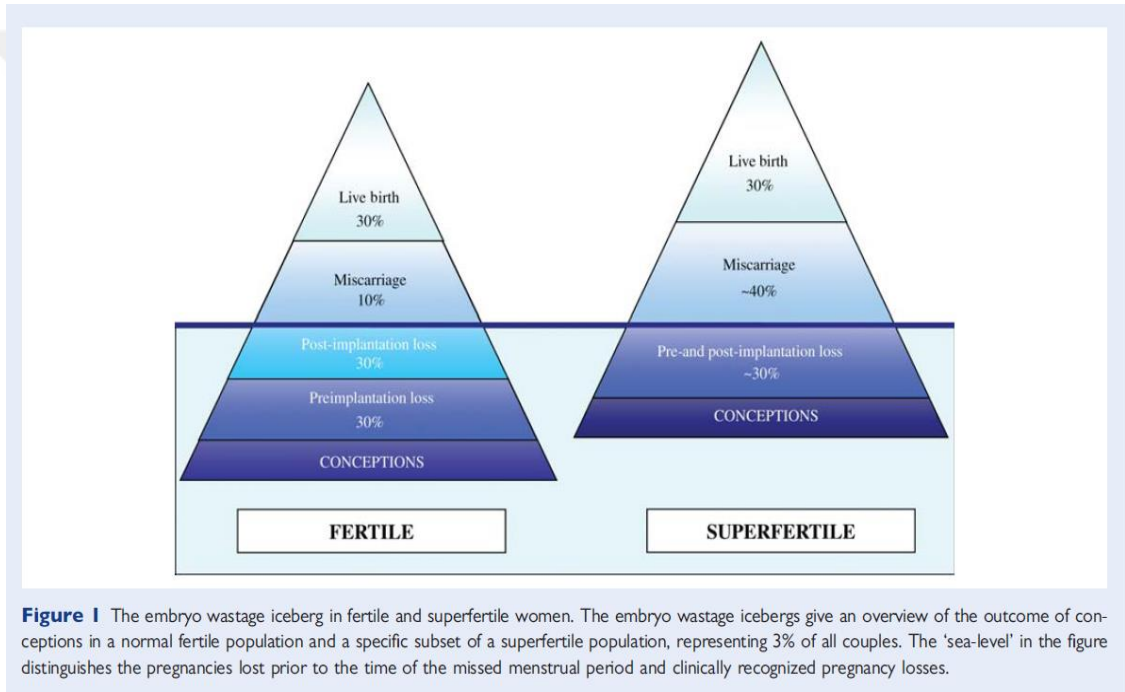 Live birth
30%
Miscarriage
10%
Post-implantation loss
30%
Preimplantation loss
30%
CONCEPTIONS
FERTILE
Live birth
30%
Miscarriage
~40%
Pre-and post-implantation loss
~30%
CONCEPTIONS
SUPERFERTILE
Figure 1 The embryo wastage iceberg in fertile and superfertile women. The embryo wastage icebergs give an overview of the outcome of con-
ceptions in a normal fertile population and a specific subset of a superfertile population, representing 3% of all couples. The ‘sea-level’ in the figure
distinguishes the pregnancies lost prior to the time of the missed menstrual period and clinically recognized pregnancy losses.